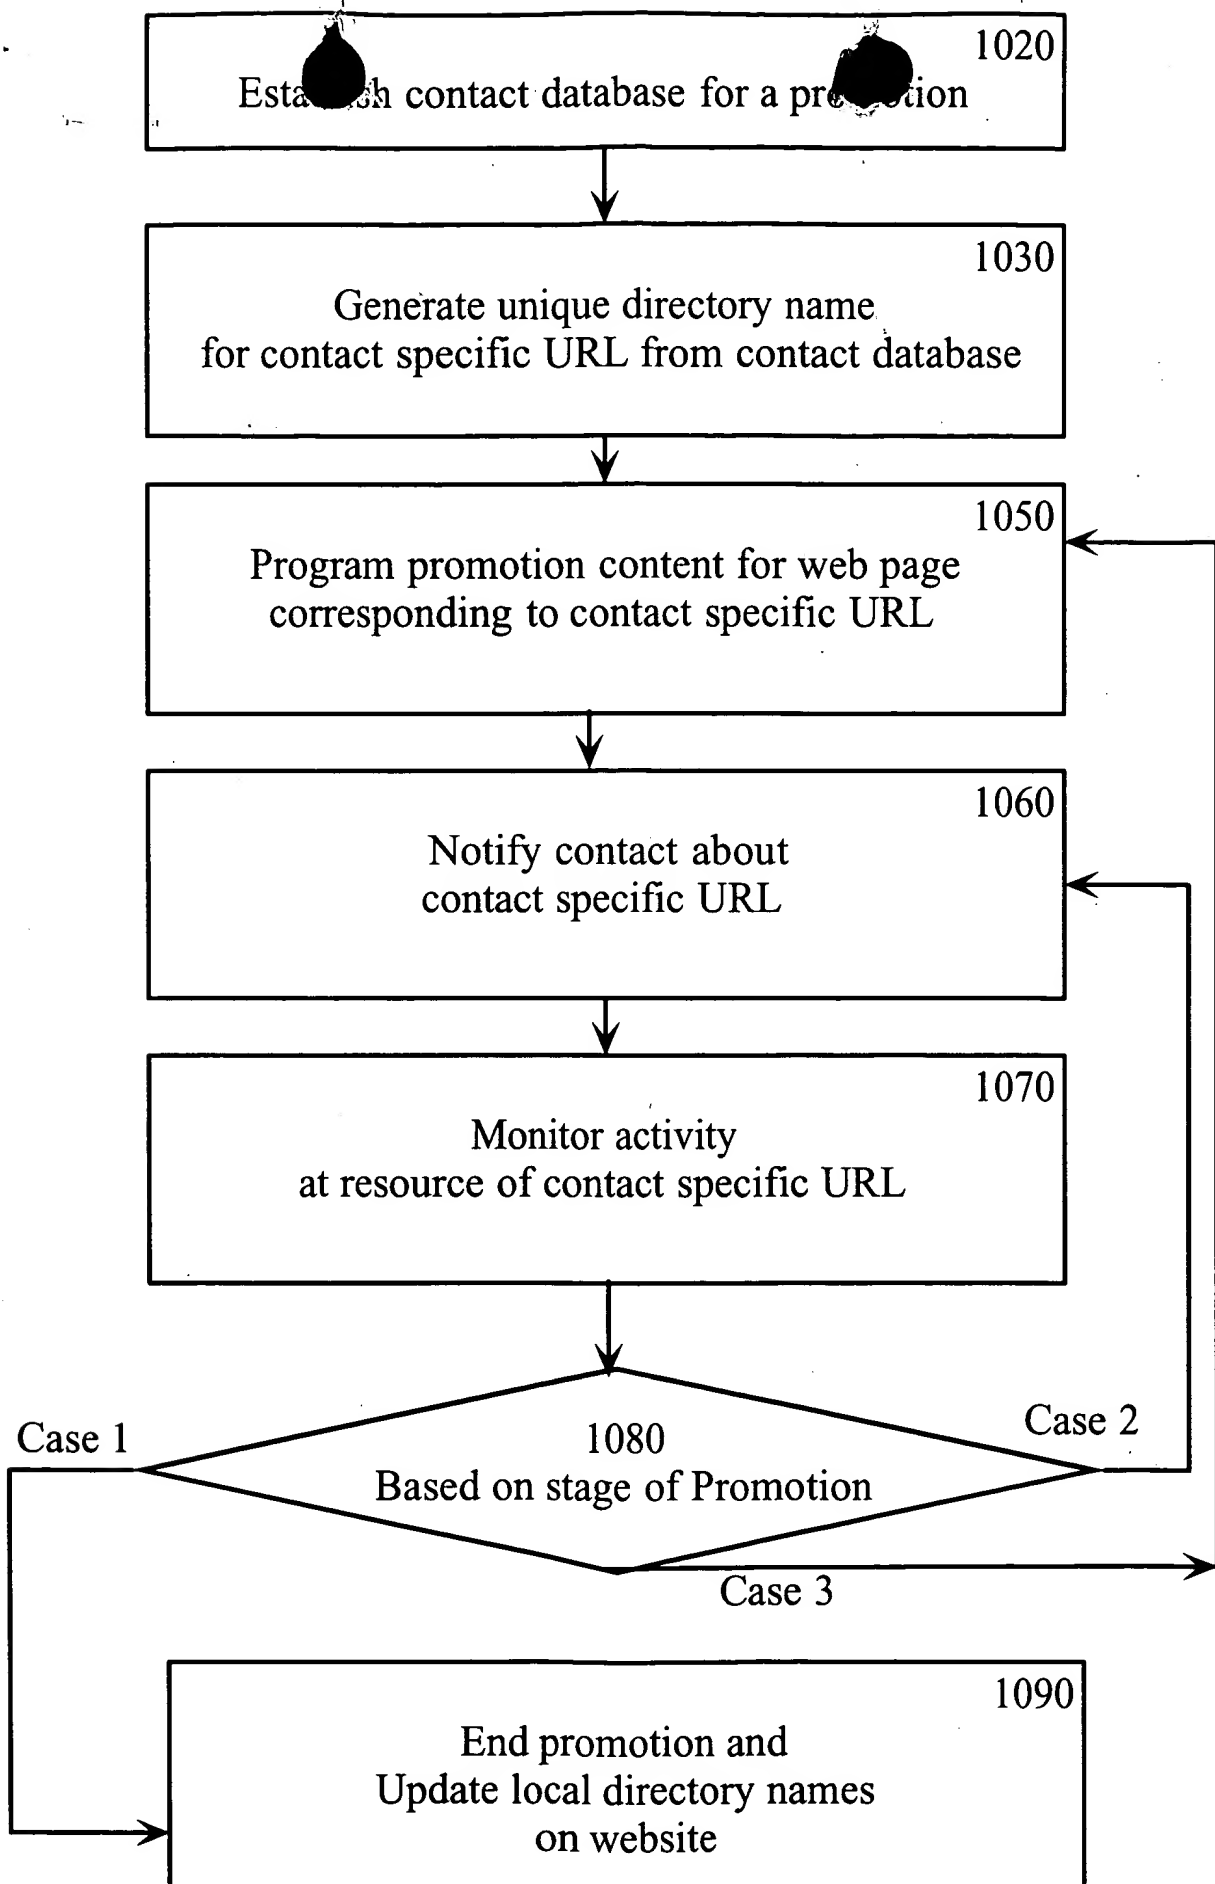 1020
contact database for a
1030
Generate unique directory name
for contact specific URL from contact database
1050
Program promotion content for web page
corresponding to contact specific URL
1060
Notify contact about
contact specific URL
1070
Monitor activity
at resource of contact specific URL
Case 1
1080
Based on stage of Promotion
Case 2
Case 3
1090
End promotion and
Update local directory names
on website